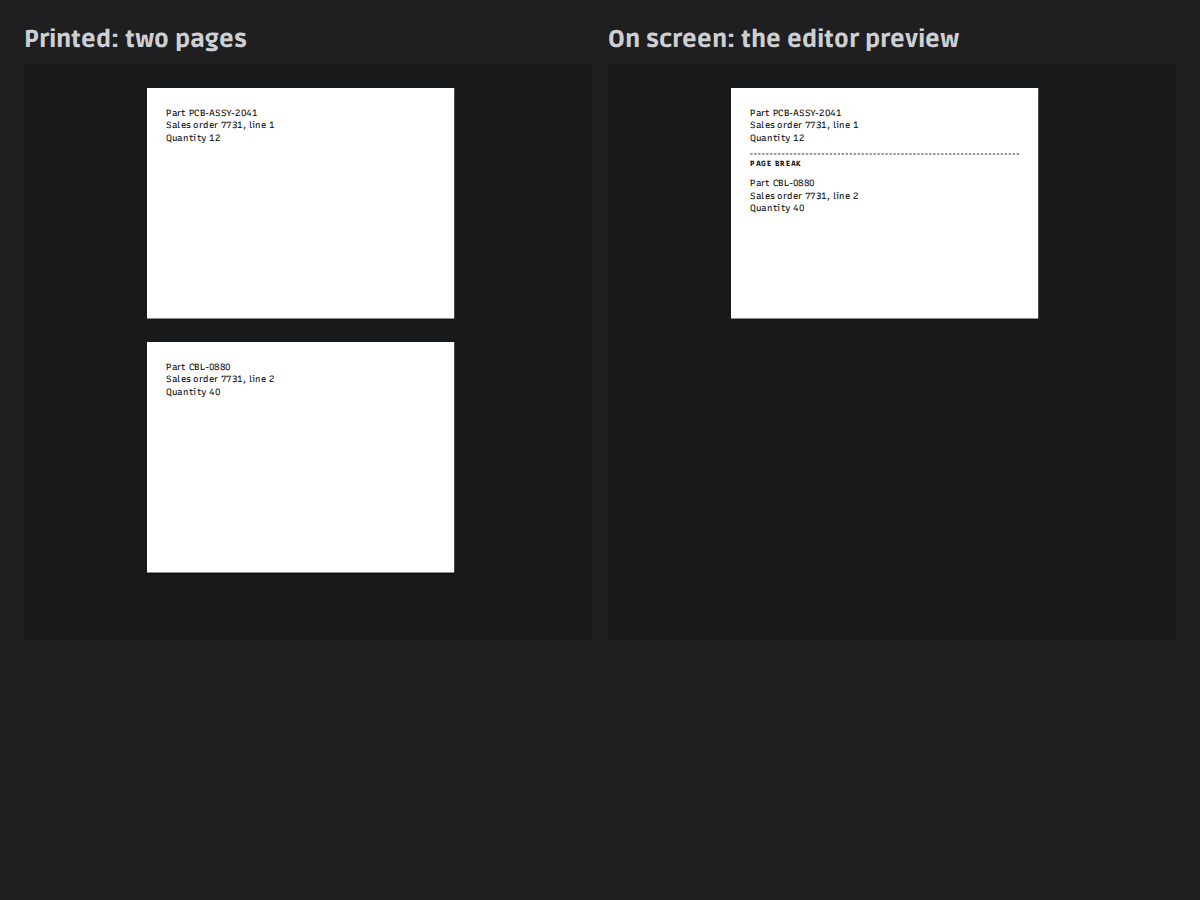 Printed: two pages
Part PCB-ASSY-2041
Sales order 7731, line 1
Quantity 12
Part CBL-0880
Sales order 7731, line 2
Quantity 40
On screen: the editor preview
Part PCB-ASSY-2041
Sales order 7731, line 1
Quantity 12
PAGE BREAK
Part CBL-0880
Sales order 7731, line 2
Quantity 40